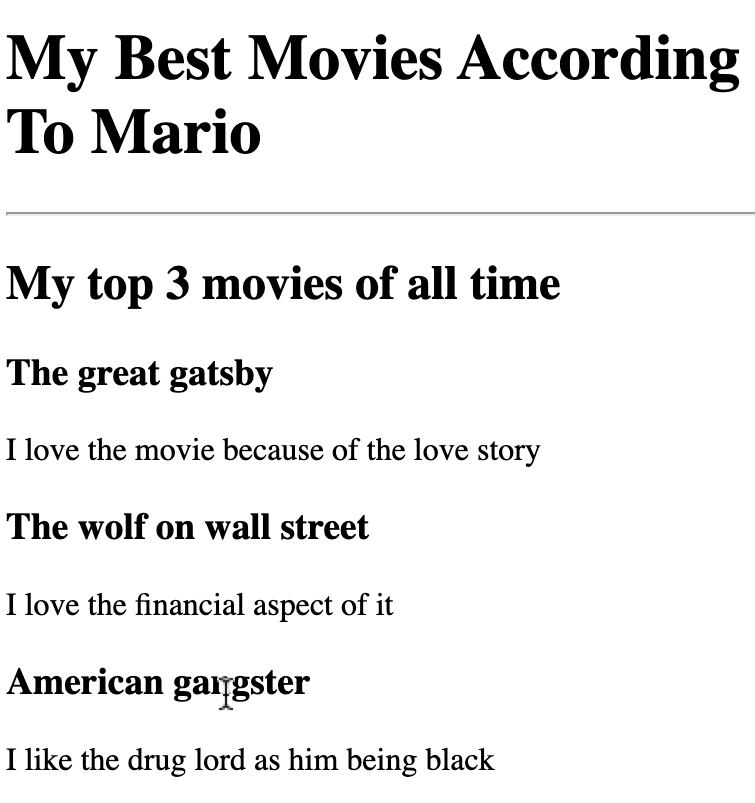 My Best Movies According
To Mario
My top 3 movies of all time
The great gatsby
I love the movie because of the love story
The wolf on wall street
I love the financial aspect of it
American gangster
I like the drug lord as him being black